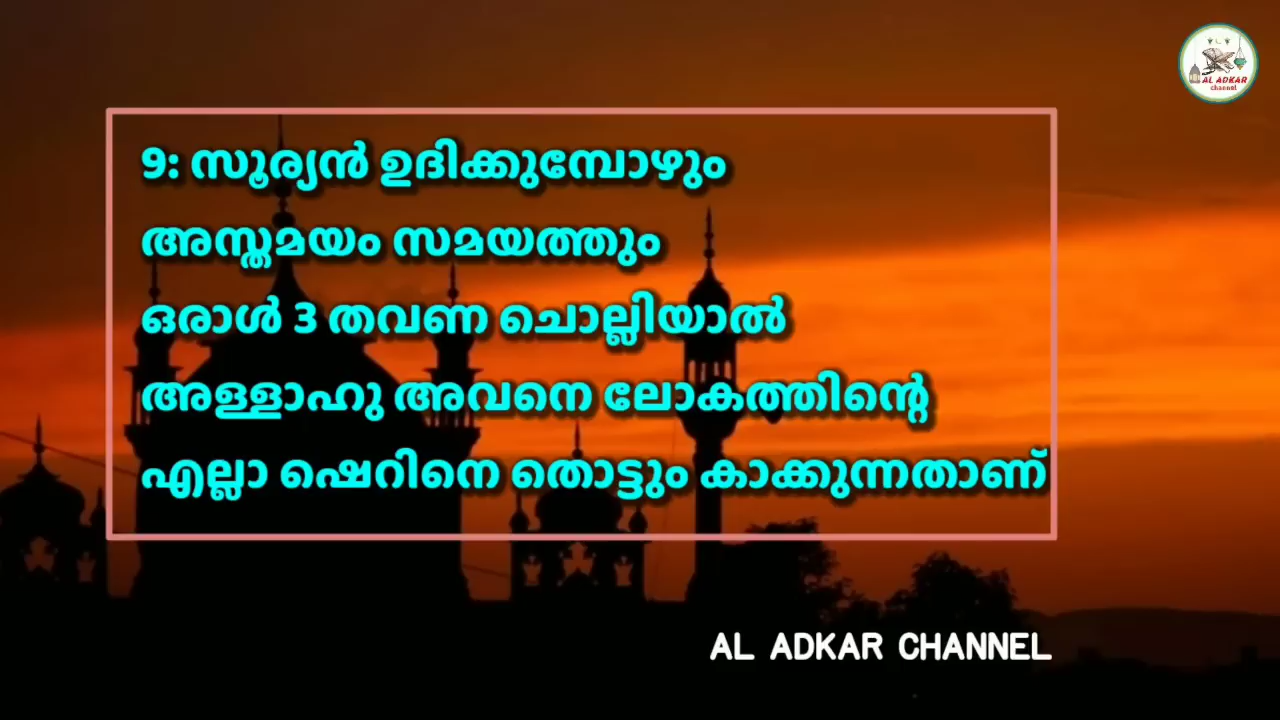 AL ADKAR
channel
9: സൂര്യൻ ഉദിക്കുമ്പോഴും
അസ്തമയം സമയത്തും
ഒരാൾ 3 തവണ ചൊല്ലിയാൽ
അള്ളാഹു അവനെ ലോകത്തിന്റെ
എല്ലാ ഷെറിനെ തൊട്ടും കാക്കുന്നതാണ്
AL ADKAR CHANNEL